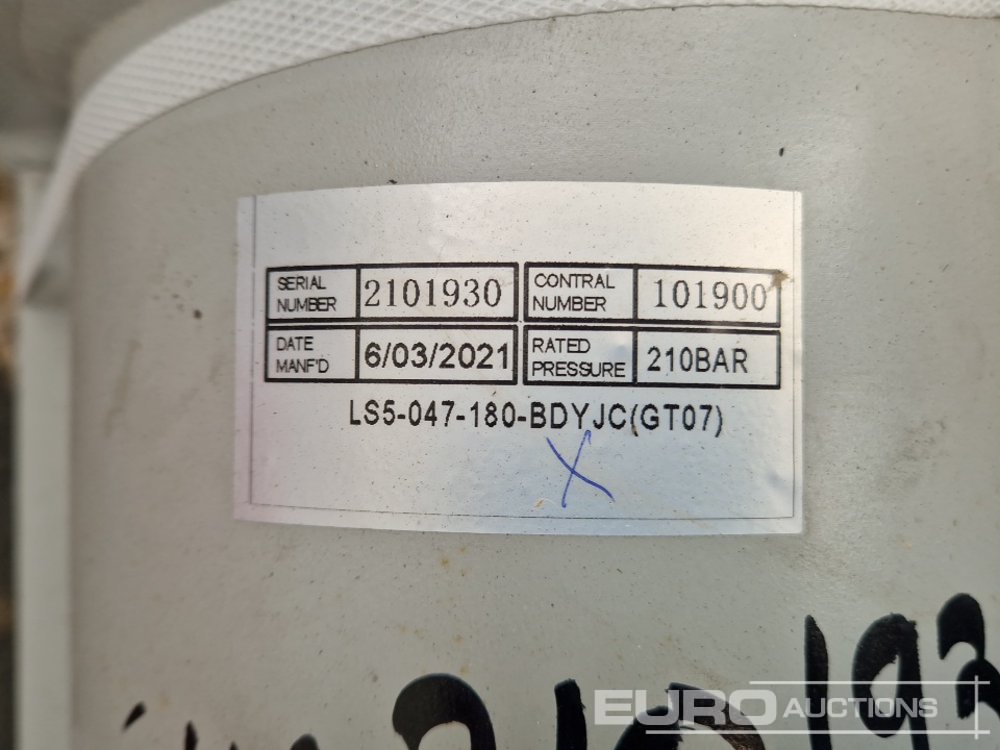 SERIAL NUMBER 2101930 CONTRAL NUMBER 101900
DATE MANF'D 6/03/2021 RATED PRESSURE 210BAR
LS5-047-180-BDYJC(GT07)
X
EURO AUCTIONS